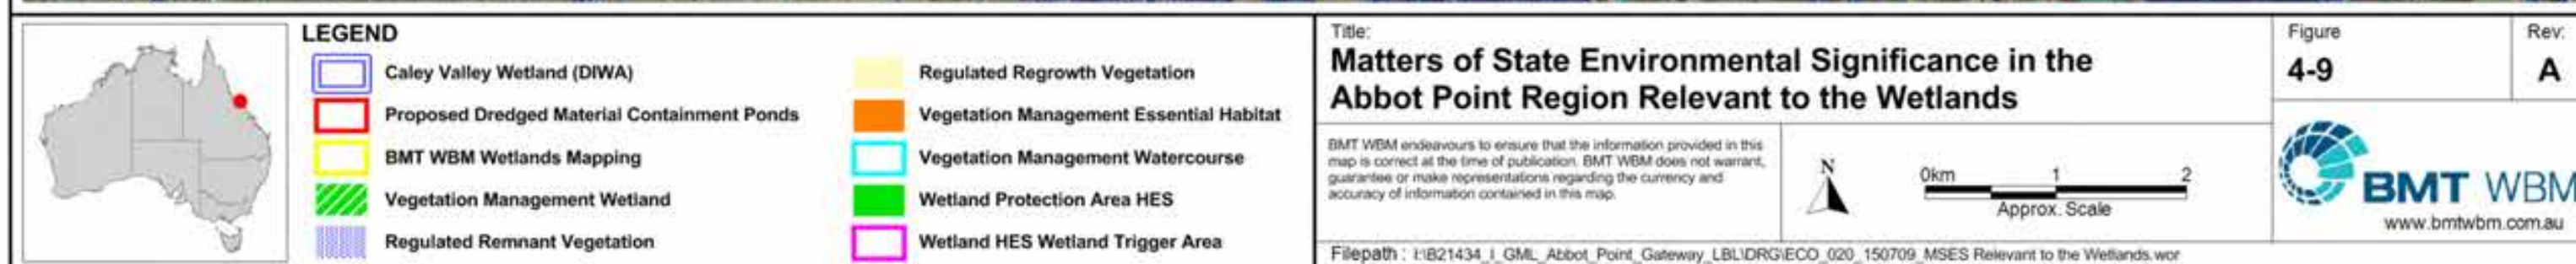 LEGEND
Caley Valley Wetland (DIWA)
Proposed Dredged Material Containment Ponds
BMT WBM Wetlands Mapping
Vegetation Management Wetland
Regulated Remnant Vegetation
Regulated Regrowth Vegetation
Vegetation Management Essential Habitat
Vegetation Management Watercourse
Wetland Protection Area HES
Wetland HES Wetland Trigger Area
Title:
Matters of State Environmental Significance in the
Abbot Point Region Relevant to the Wetlands
Figure
4-9
Rev:
A
BMT WBM endeavours to ensure that the information provided in this
map is correct at the time of publication. BMT WBM does not warrant,
guarantee or make representations regarding the currency and
accuracy of information contained in this map.
N
0km 1 2
Approx. Scale
BMT WBM
www.bmtwbm.com.au
Filepath : I:\B21434_I_GML_Abbot_Point_Gateway_LBL\DRG\ECO_020_150709_MSES Relevant to the Wetlands.wor